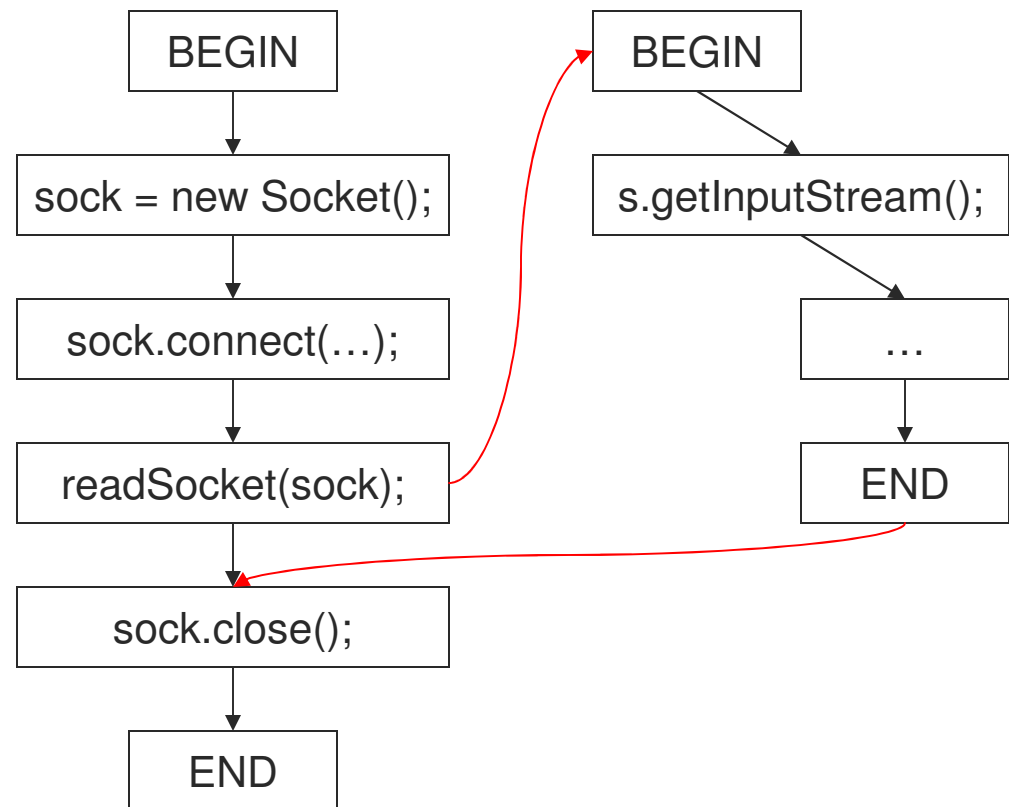 BEGIN
sock = new Socket();
sock.connect(…);
readSocket(sock);
sock.close();
END
BEGIN
s.getInputStream();
…
END